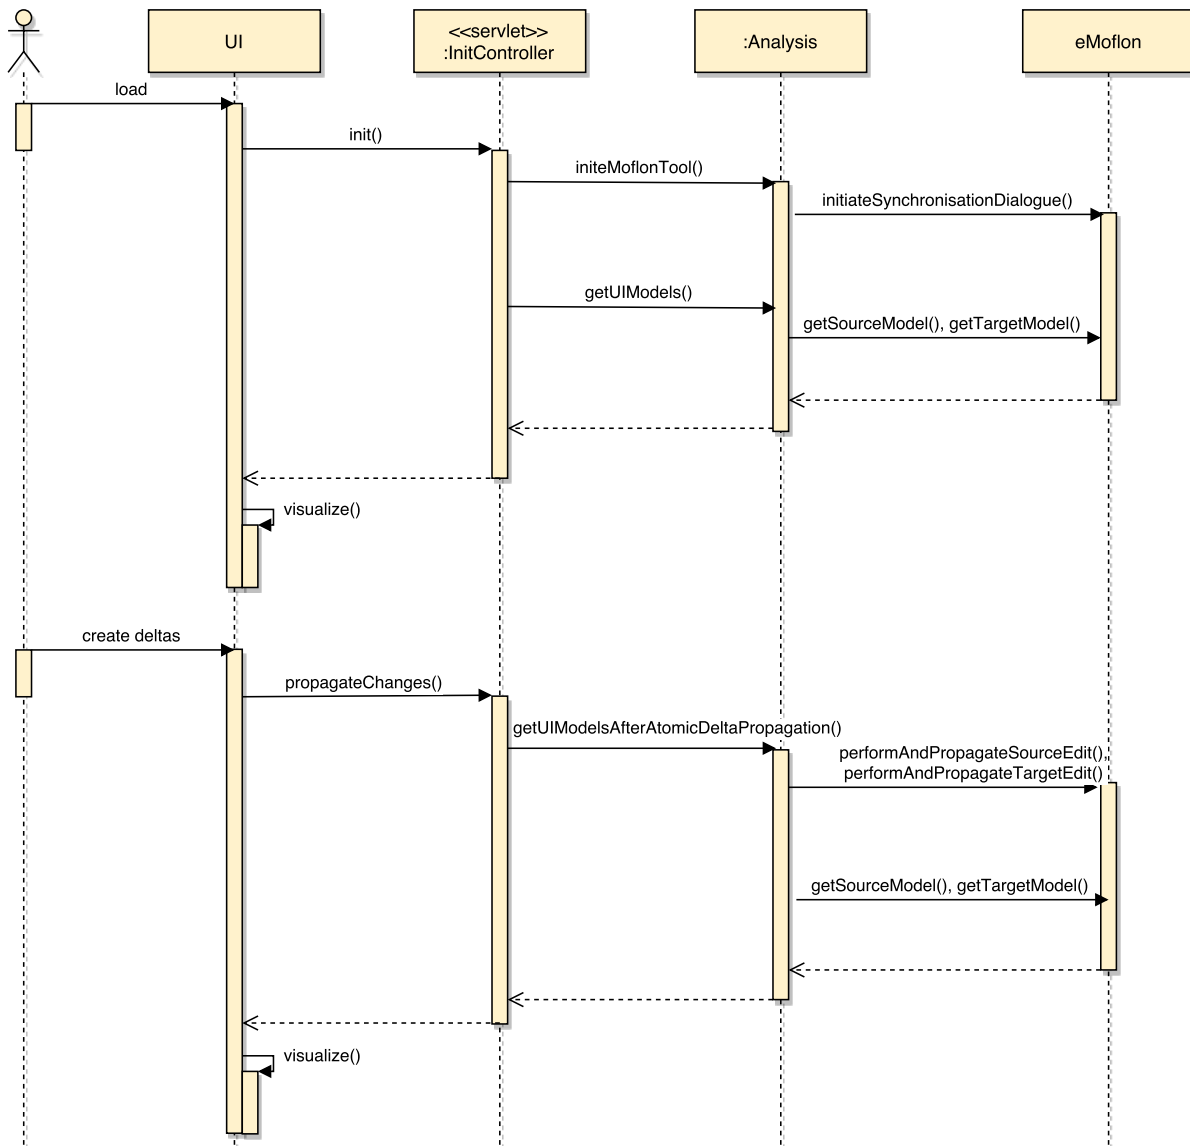 UI
<<servlet>>
:InitController
:Analysis
eMoflon
load
init()
initeMoflonTool()
initiateSynchronisationDialogue()
getUIModels()
getSourceModel(), getTargetModel()
visualize()
create deltas
propagateChanges()
getUIModelsAfterAtomicDeltaPropagation()
performAndPropagateSourceEdit(),
performAndPropagateTargetEdit()
getSourceModel(), getTargetModel()
visualize()